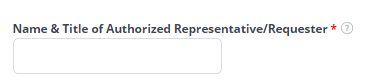 Name & Title of Authorized Representative/Requester * ?